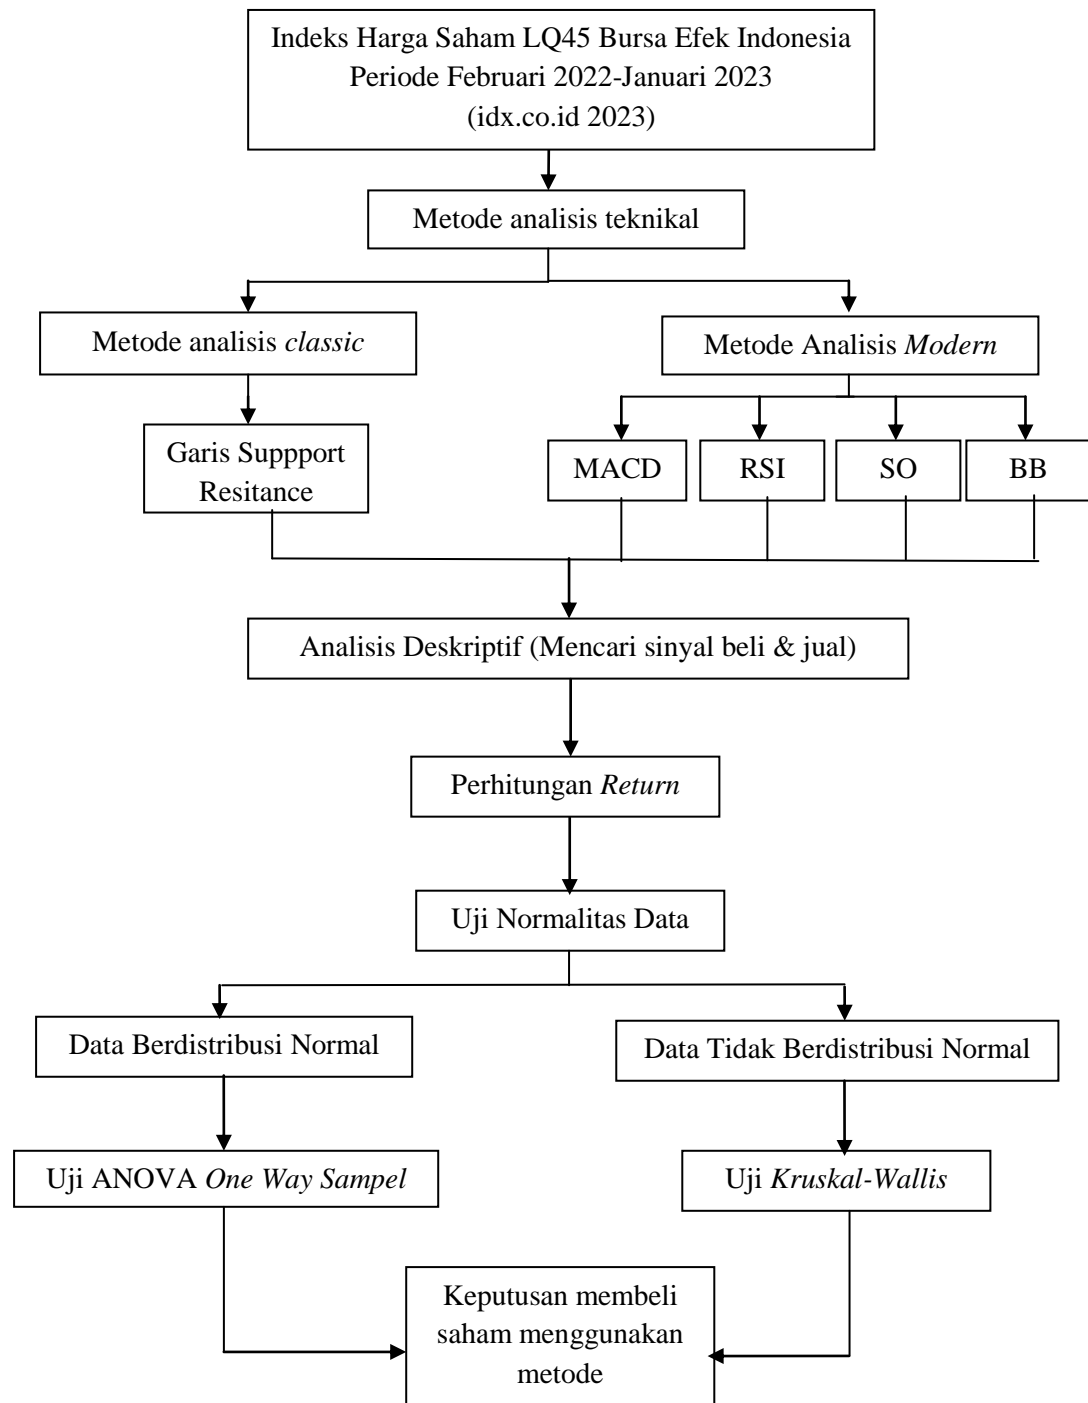 Indeks Harga Saham LQ45 Bursa Efek Indonesia
Periode Februari 2022-Januari 2023
(idx.co.id 2023)
Metode analisis teknikal
Metode analisis classic
Metode Analisis Modern
Garis Suppport
Resitance
MACD
RSI
SO
BB
Analisis Deskriptif (Mencari sinyal beli & jual)
Perhitungan Return
Uji Normalitas Data
Data Berdistribusi Normal
Data Tidak Berdistribusi Normal
Uji ANOVA One Way Sampel
Uji Kruskal-Wallis
Keputusan membeli
saham menggunakan
metode